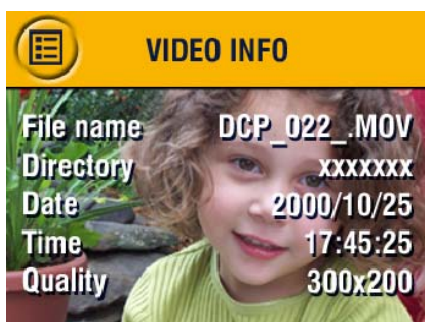 VIDEO INFO
File name DCP_022_.MOV
Directory xxxxxxx
Date 2000/10/25
Time 17:45:25
Quality 300x200